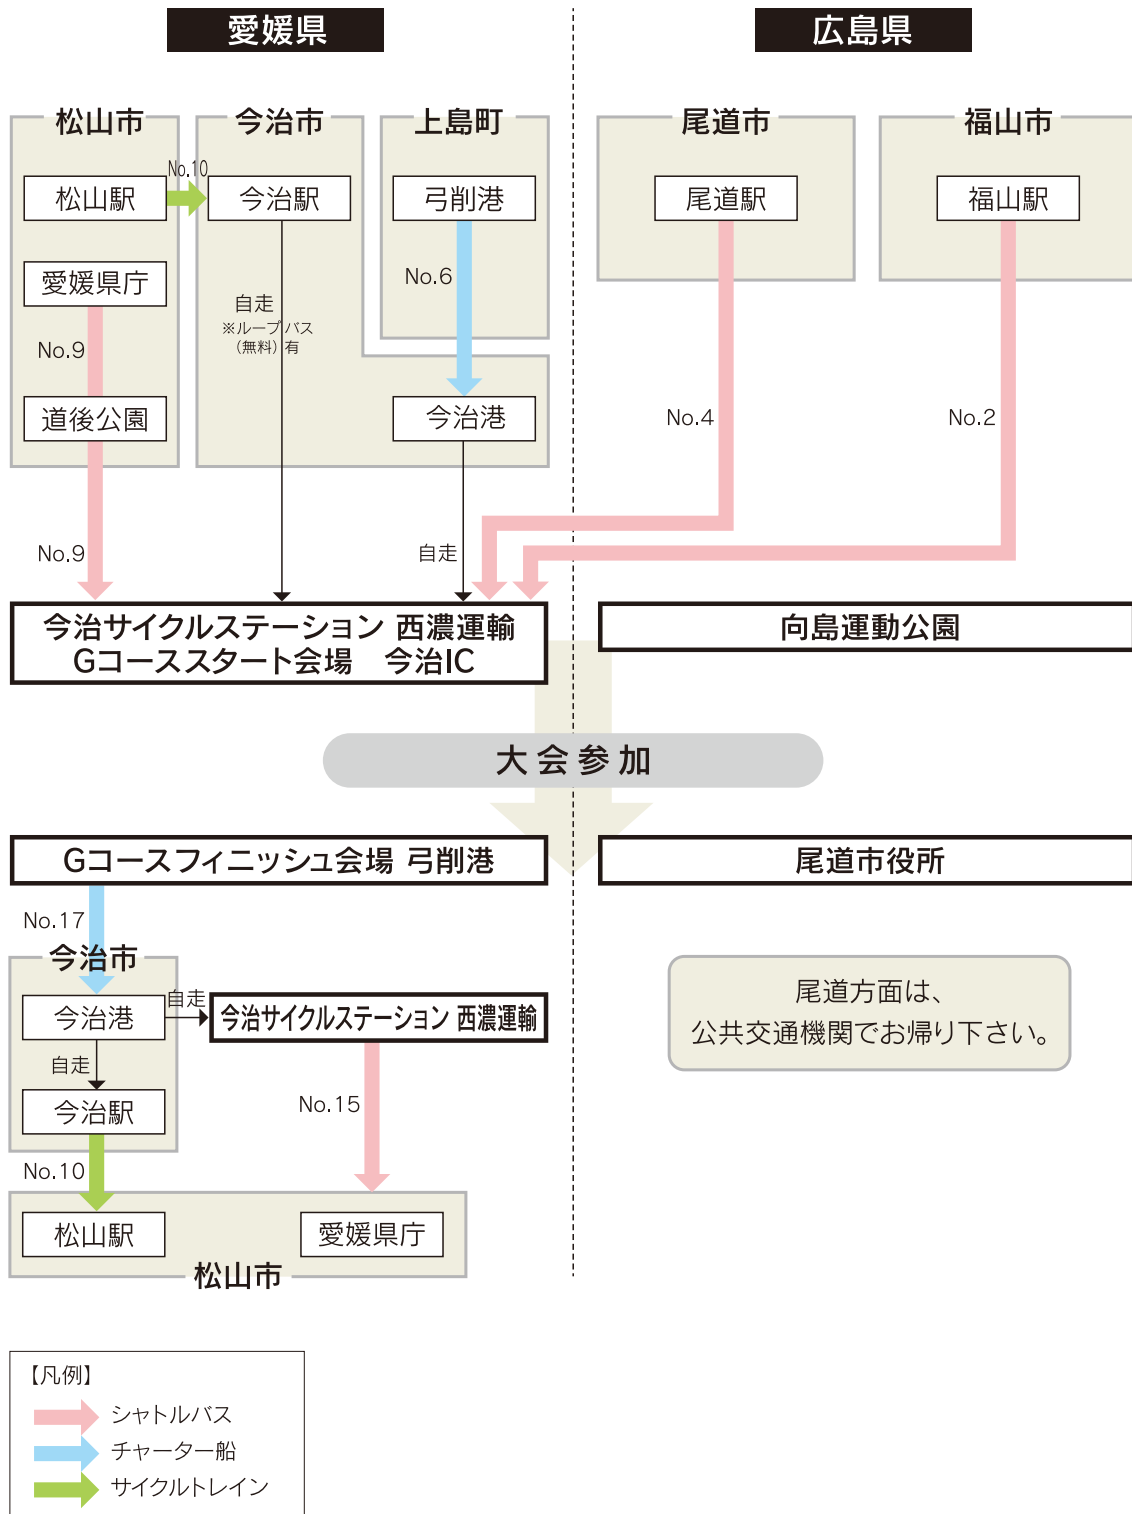 愛媛県
広島県
松山市
今治市
上島町
尾道市
福山市
No.10
松山駅
今治駅
弓削港
尾道駅
福山駅
愛媛県庁
No.6
自走
※ループバス
(無料)有
No.9
道後公園
今治港
No.4
No.2
No.9
自走
今治サイクルステーション 西濃運輸
Gコーススタート会場　今治IC
向島運動公園
大会参加
Gコースフィニッシュ会場 弓削港
尾道市役所
No.17
今治市
今治港
自走
今治サイクルステーション 西濃運輸
尾道方面は、
公共交通機関でお帰り下さい。
自走
今治駅
No.15
No.10
松山駅
愛媛県庁
松山市
【凡例】
シャトルバス
チャーター船
サイクルトレイン